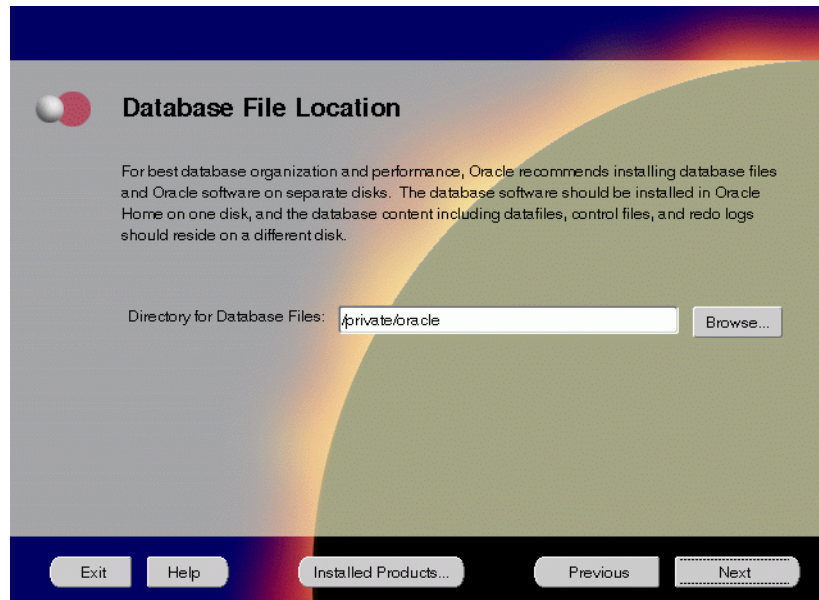 Database File Location
For best database organization and performance, Oracle recommends installing database files
and Oracle software on separate disks. The database software should be installed in Oracle
Home on one disk, and the database content including datafiles, control files, and redo logs
should reside on a different disk.
Directory for Database Files: /private/oracle Browse...
Exit Help Installed Products... Previous Next